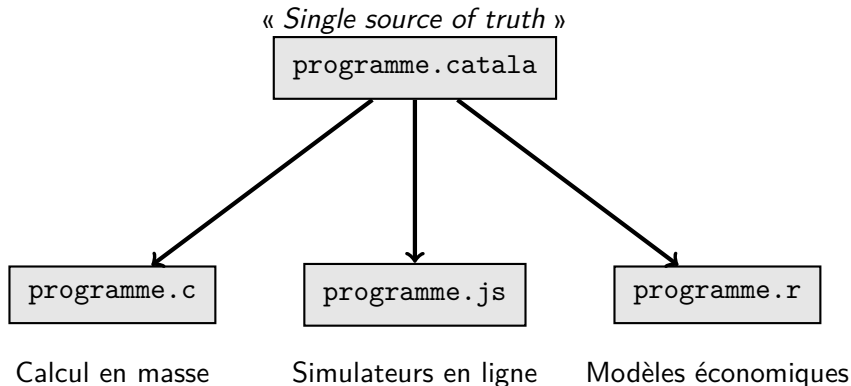 « Single source of truth »
programme.catala
programme.c programme.js programme.r
Calcul en masse Simulateurs en ligne Modèles économiques